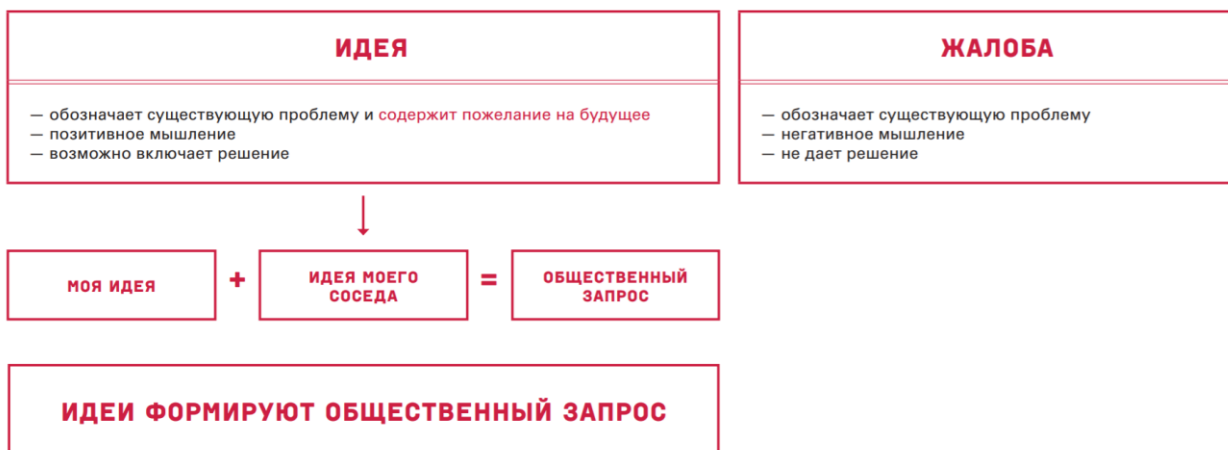 ИДЕЯ
— обозначает существующую проблему и содержит пожелание на будущее
— позитивное мышление
— возможно включает решение
ЖАЛОБА
— обозначает существующую проблему
— негативное мышление
— не дает решение
МОЯ ИДЕЯ
+
ИДЕЯ МОЕГО
СОСЕДА
=
ОБЩЕСТВЕННЫЙ
ЗАПРОС
ИДЕИ ФОРМИРУЮТ ОБЩЕСТВЕННЫЙ ЗАПРОС